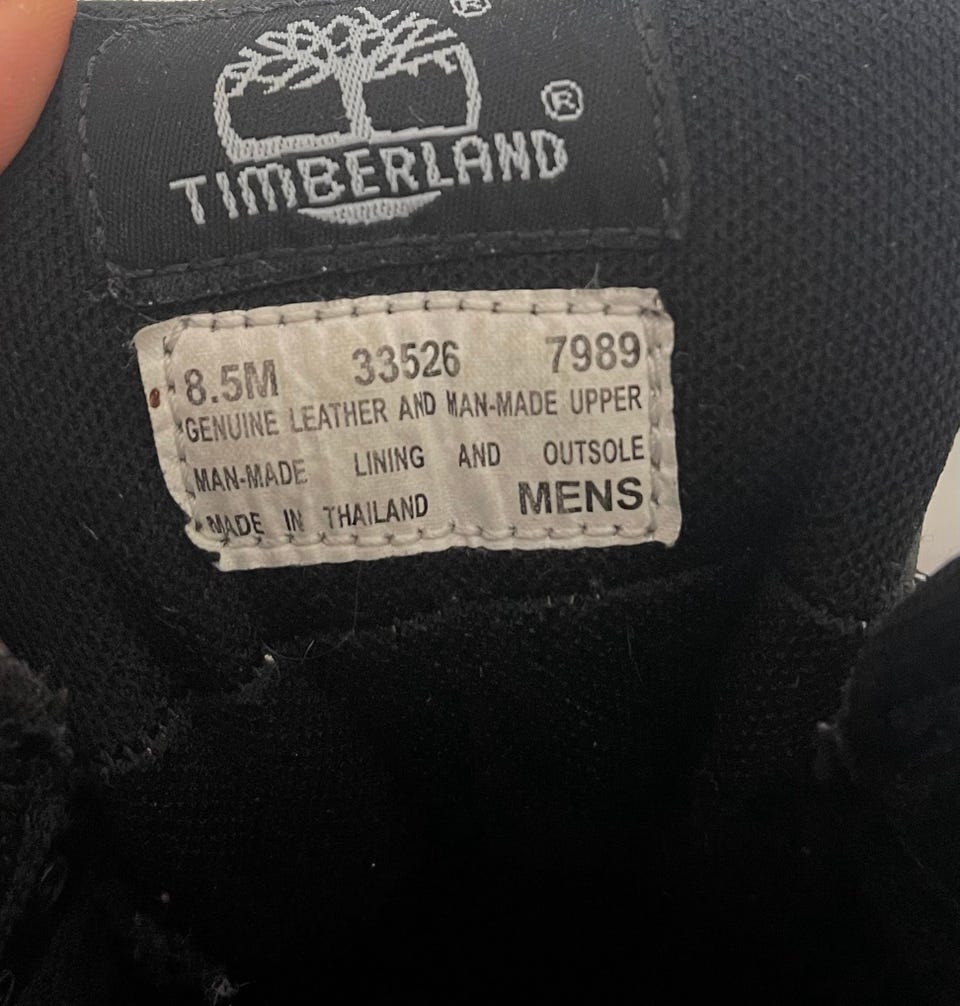 ®
®
TIMBERLAND
8.5M 33526 7989
GENUINE LEATHER AND MAN-MADE UPPER
MAN-MADE LINING AND OUTSOLE
MADE IN THAILAND MENS